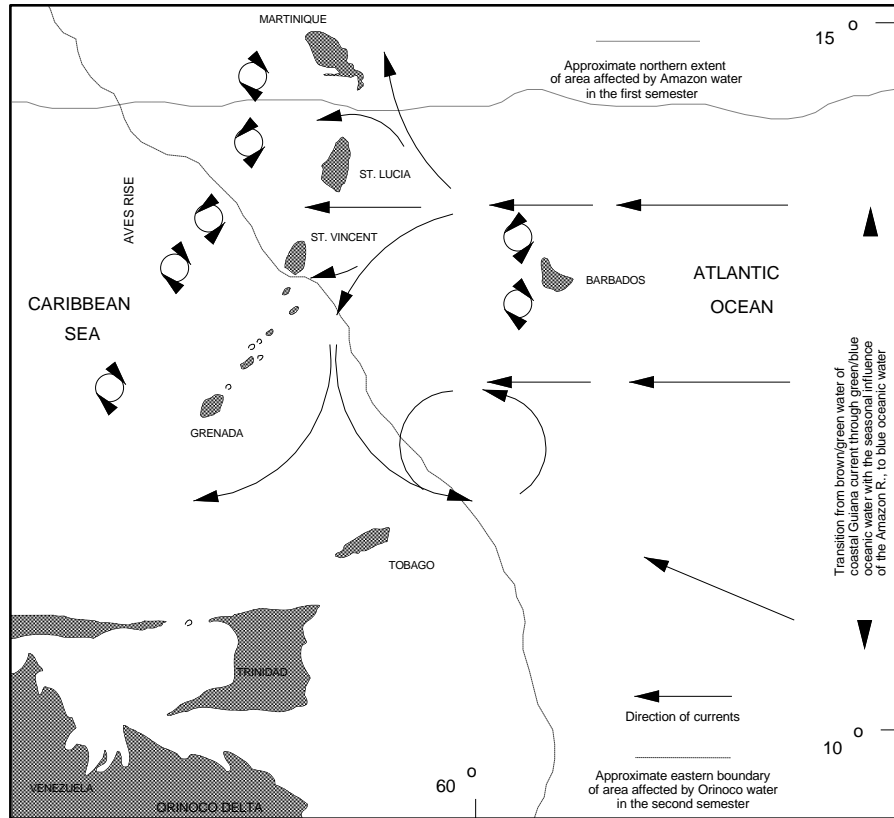 MARTINIQUE
15 o
Approximate northern extent
of area affected by Amazon water
in the first semester
ST. LUCIA
AVES RISE
ST. VINCENT
BARBADOS
ATLANTIC
OCEAN
CARIBBEAN
SEA
GRENADA
Transition from brown/green water of
coastal Guiana current through green/blue
oceanic water with the seasonal influence
of the Amazon R., to blue oceanic water
TOBAGO
TRINIDAD
Direction of currents
10 o
VENEZUELA
60 o
Approximate eastern boundary
of area affected by Orinoco water
in the second semester
ORINOCO DELTA